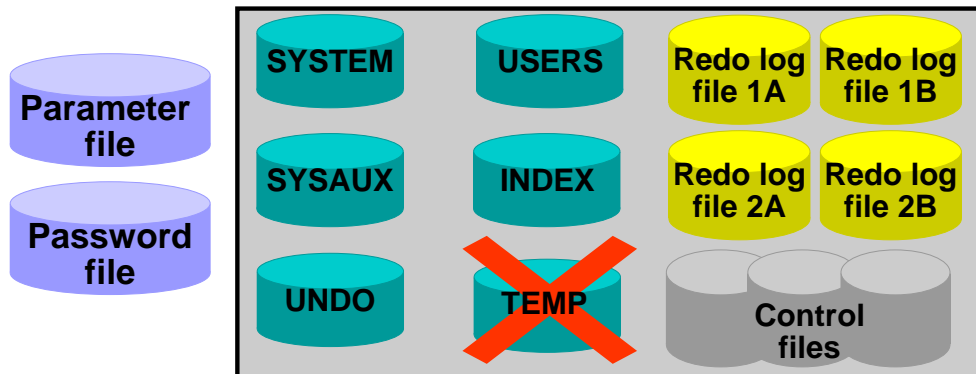 Parameter
file
Password
file
SYSTEM
USERS
Redo log
file 1A
Redo log
file 1B
SYSAUX
INDEX
Redo log
file 2A
Redo log
file 2B
UNDO
TEMP
Control
files